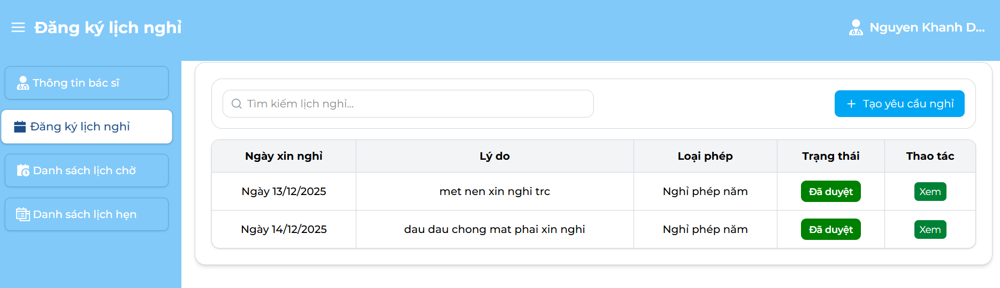 Đăng ký lịch nghỉ
Nguyen Khanh D...
Thông tin bác sĩ
Đăng ký lịch nghỉ
Danh sách lịch chờ
Danh sách lịch hẹn
Tìm kiếm lịch nghỉ...
+ Tạo yêu cầu nghỉ
Ngày xin nghỉ Lý do Loại phép Trạng thái Thao tác
Ngày 13/12/2025 met nen xin nghi trc Nghỉ phép năm Đã duyệt Xem
Ngày 14/12/2025 dau dau chong mat phai xin nghi Nghỉ phép năm Đã duyệt Xem